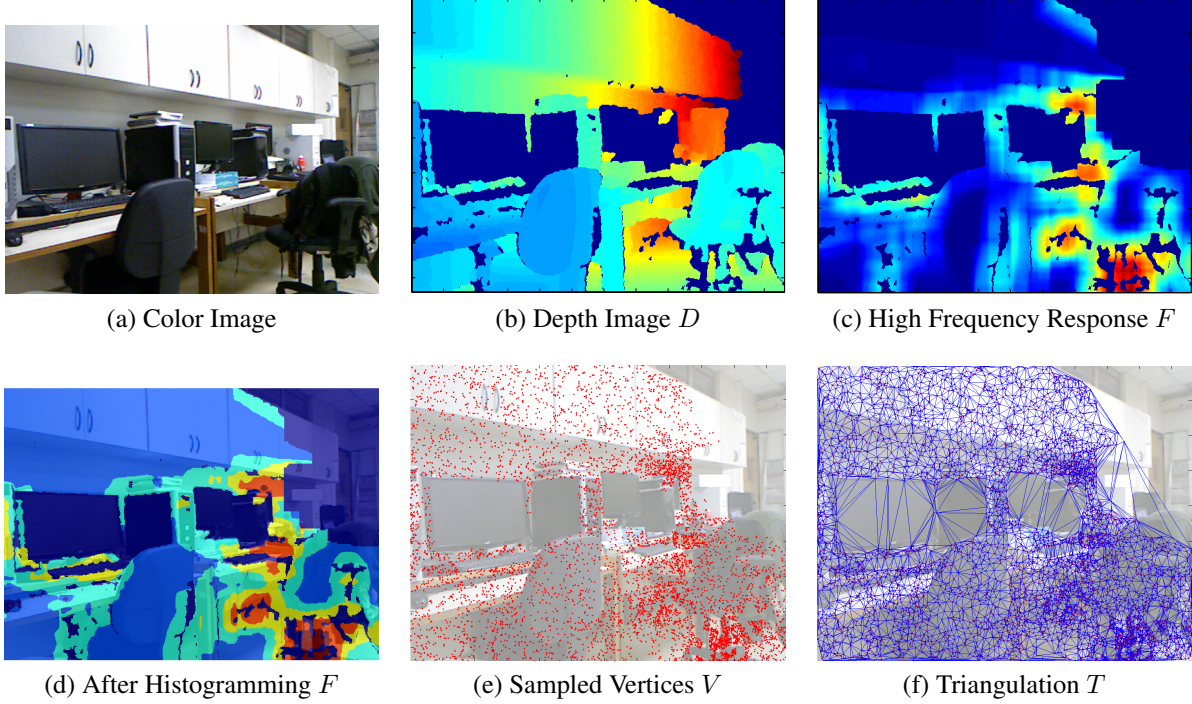 (a) Color Image
(b) Depth Image D
(c) High Frequency Response F
(d) After Histogramming F
(e) Sampled Vertices V
(f) Triangulation T